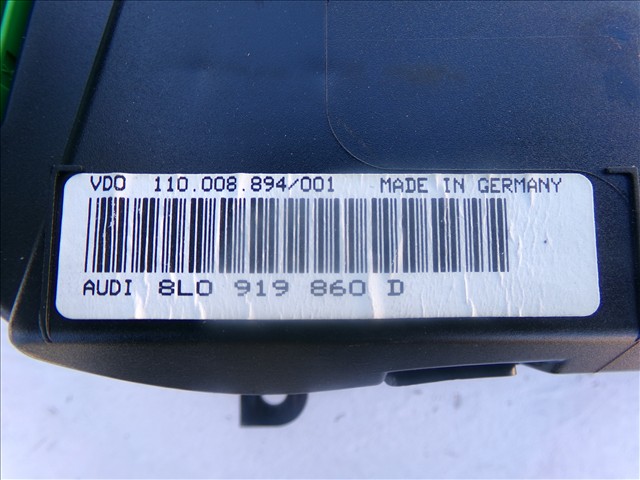 VDO 110.008.894/001 MADE IN GERMANY
AUDI 8L0 919 860 D